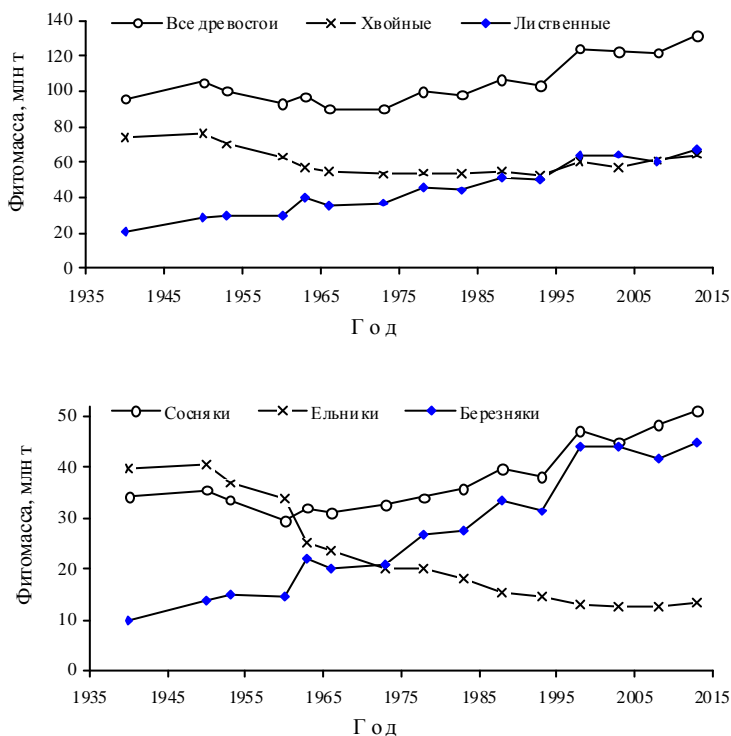 Фитомасса, млн т
140
120
100
80
60
40
20
0
Все древостои Хвойные Лиственные
1935 1945 1955 1965 1975 1985 1995 2005 2015
Год
Фитомасса, млн т
50
40
30
20
10
0
Сосняки Ельники Березняки
1935 1945 1955 1965 1975 1985 1995 2005 2015
Год